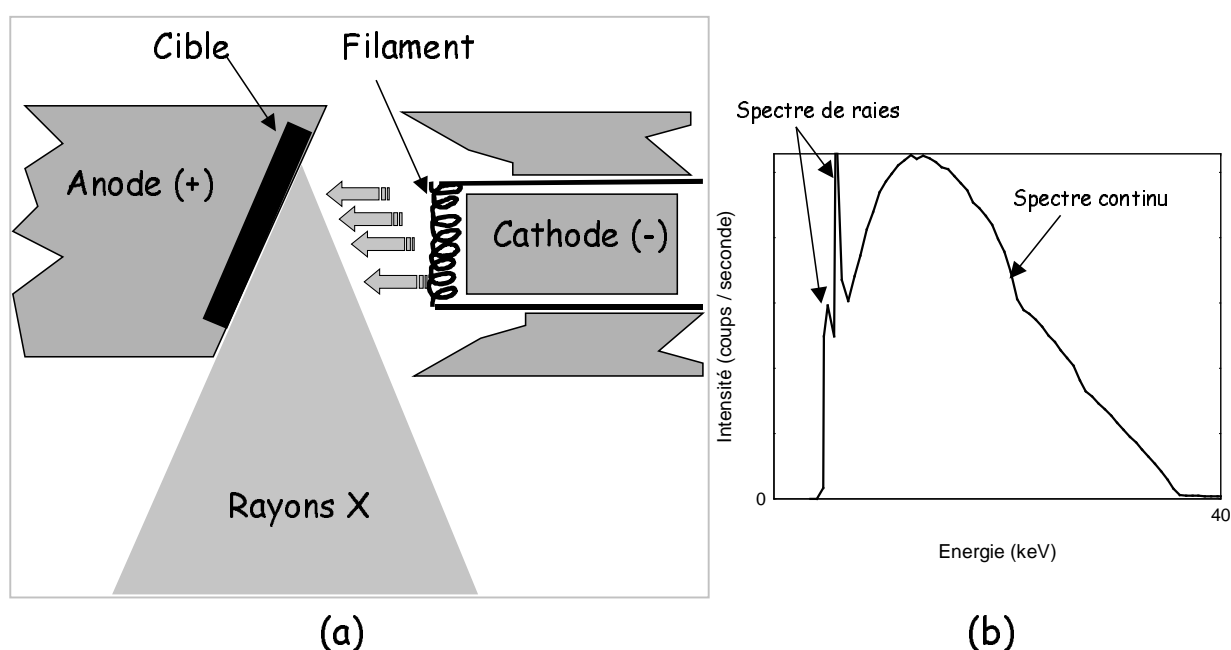 Cible
Filament
Anode (+)
Cathode (-)
Rayons X
(a)
Spectre de raies
Spectre continu
Intensité (coups / seconde)
0
40
Energie (keV)
(b)